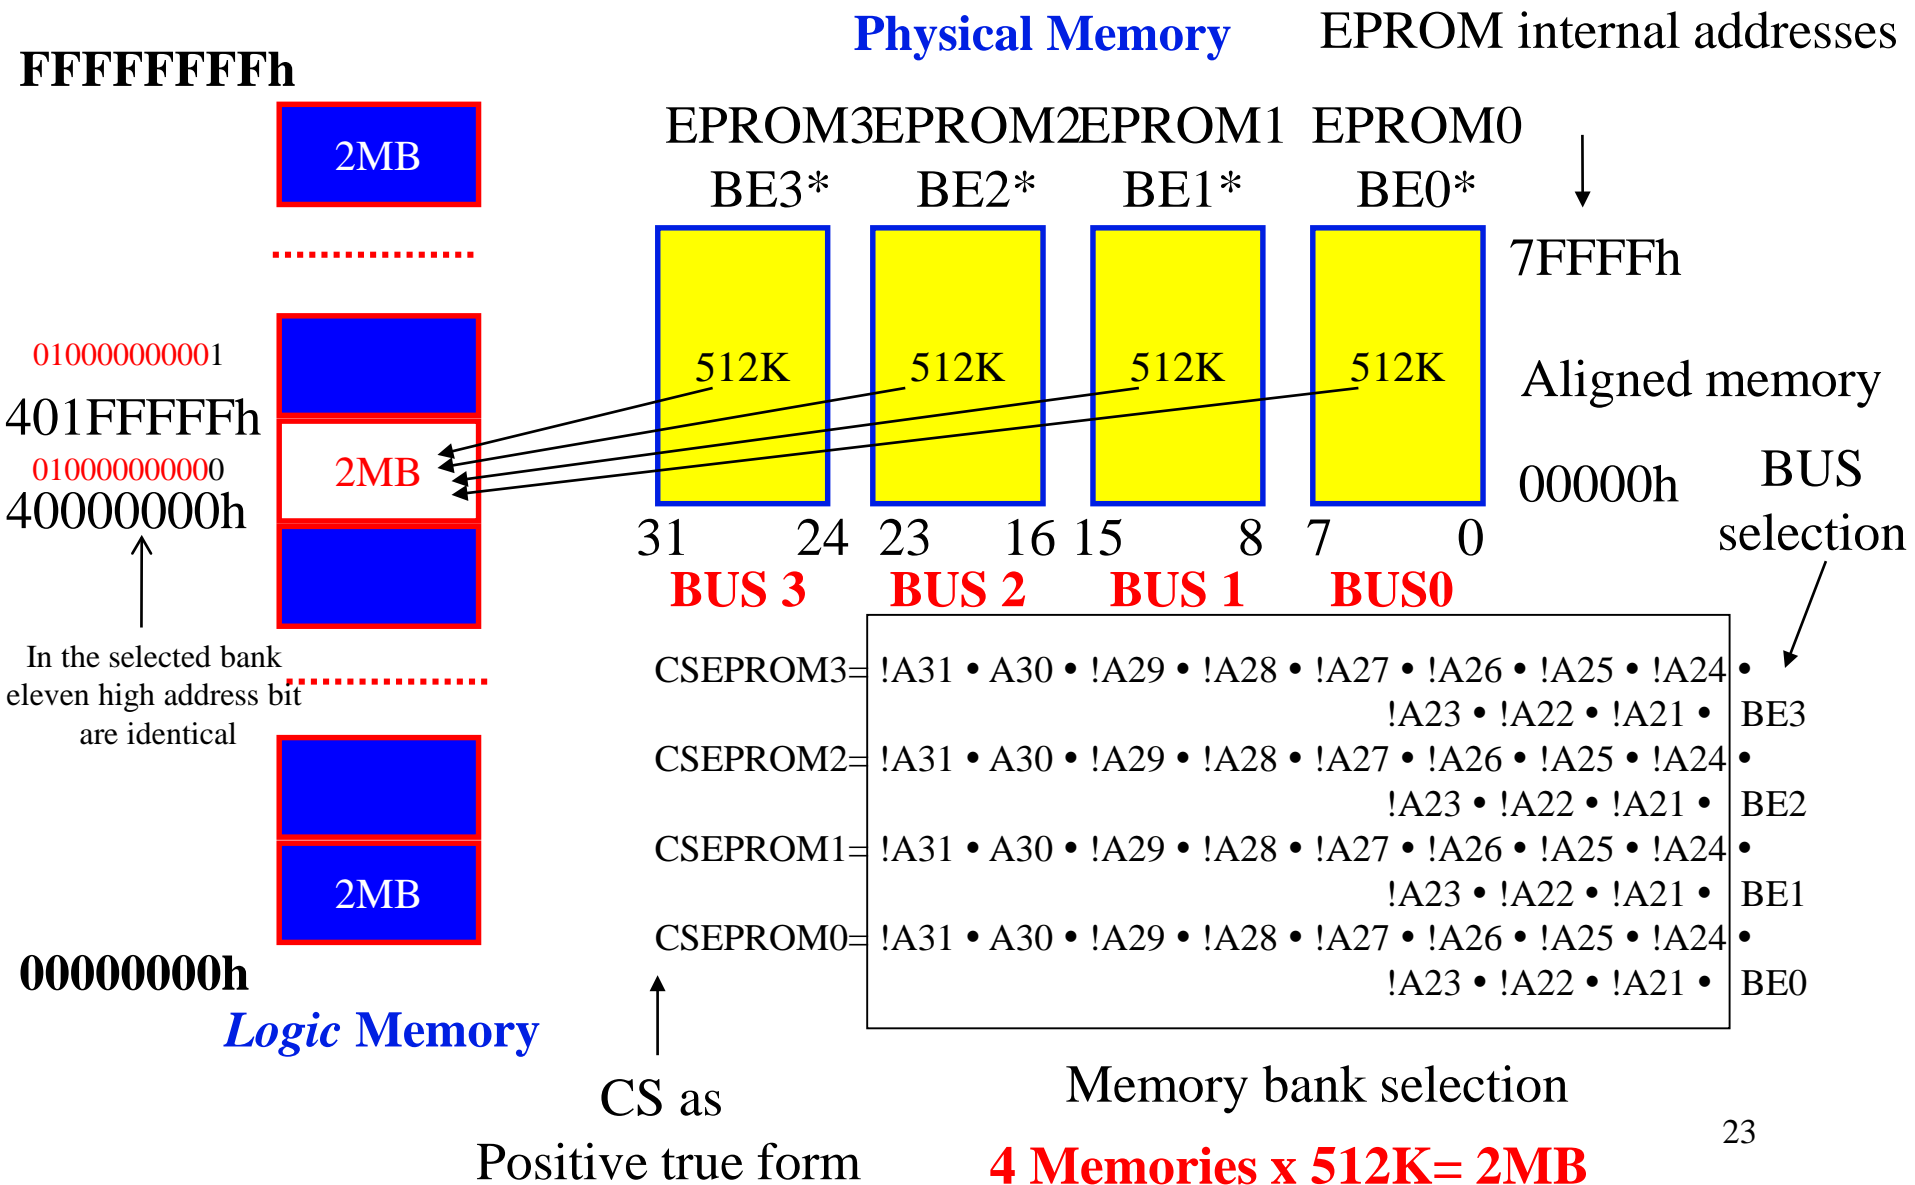 Physical Memory
EPROM internal addresses
FFFFFFFFh
EPROM3 EPROM2 EPROM1 EPROM0
2MB
BE3* BE2* BE1* BE0*
7FFFFh
010000000001
512K 512K 512K 512K
Aligned memory
401FFFFFh
010000000000
2MB
40000000h
00000h
BUS
selection
31 24 23 16 15 8 7 0
BUS 3 BUS 2 BUS 1 BUS0
In the selected bank
eleven high address bit
are identical
CSEPROM3= !A31 • A30 • !A29 • !A28 • !A27 • !A26 • !A25 • !A24 •
!A23 • !A22 • !A21 • BE3
CSEPROM2= !A31 • A30 • !A29 • !A28 • !A27 • !A26 • !A25 • !A24 •
!A23 • !A22 • !A21 • BE2
CSEPROM1= !A31 • A30 • !A29 • !A28 • !A27 • !A26 • !A25 • !A24 •
!A23 • !A22 • !A21 • BE1
CSEPROM0= !A31 • A30 • !A29 • !A28 • !A27 • !A26 • !A25 • !A24 •
!A23 • !A22 • !A21 • BE0
2MB
00000000h
Logic Memory
CS as
Positive true form
Memory bank selection
4 Memories x 512K= 2MB
23